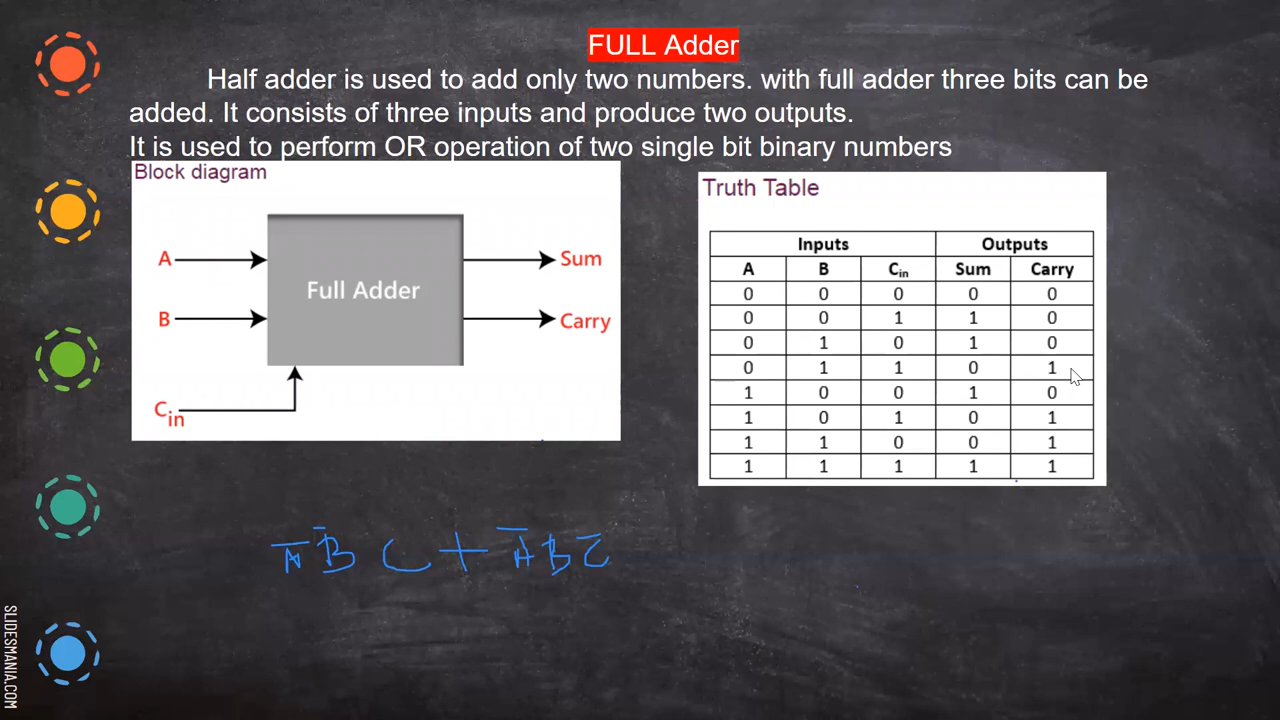 FULL Adder
Half adder is used to add only two numbers. with full adder three bits can be
added. It consists of three inputs and produce two outputs.
It is used to perform OR operation of two single bit binary numbers
Block diagram
A
B
C in
Full Adder
Sum
Carry
Truth Table
Inputs Outputs
A B Cin Sum Carry
0 0 0 0 0
0 0 1 1 0
0 1 0 1 0
0 1 1 0 1
1 0 0 1 0
1 0 1 0 1
1 1 0 0 1
1 1 1 1 1
A̅ B̅ C + A̅ B C̅
SLIDESMANIA.COM